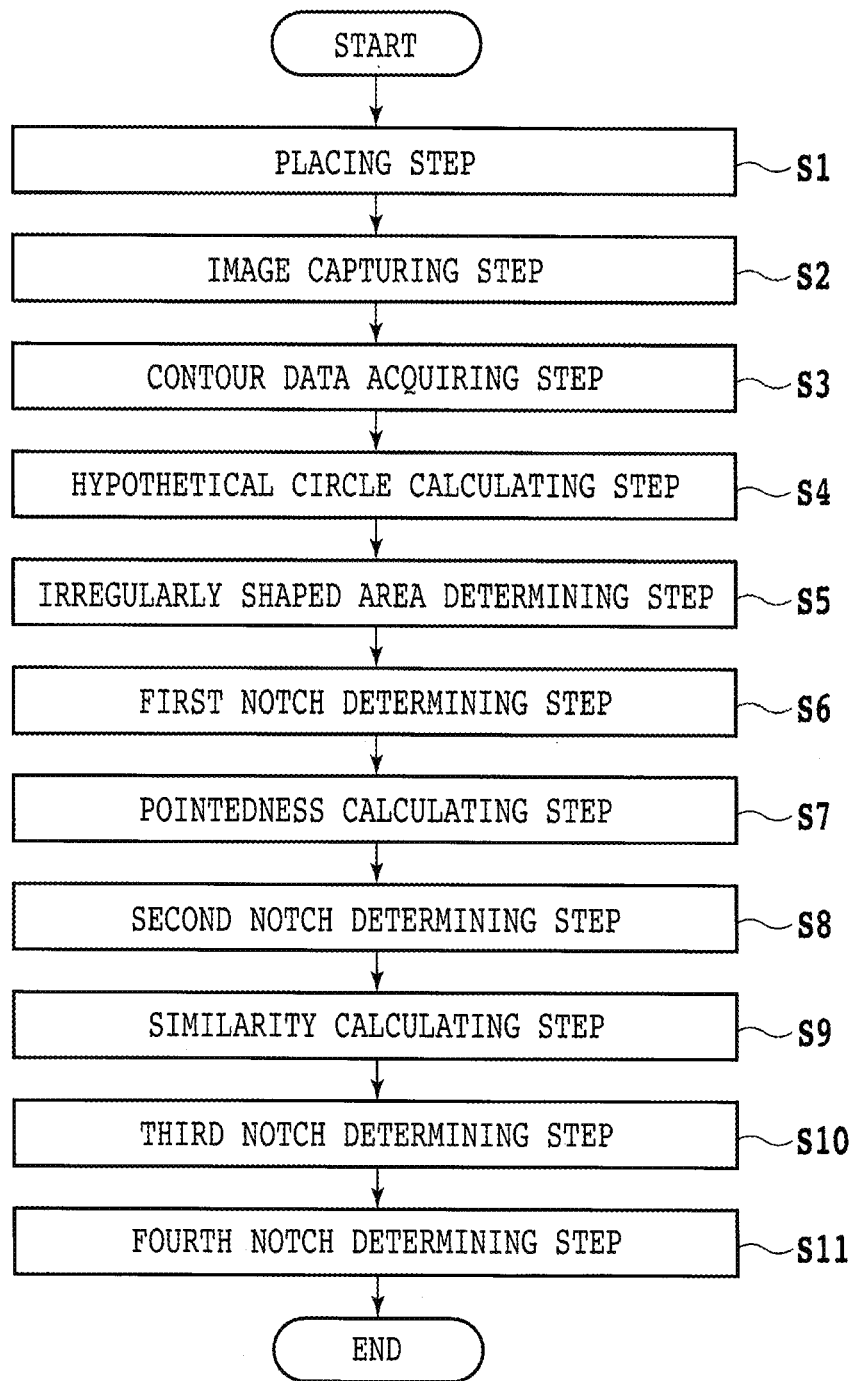 START
PLACING STEP
S1
IMAGE CAPTURING STEP
S2
CONTOUR DATA ACQUIRING STEP
S3
HYPOTHETICAL CIRCLE CALCULATING STEP
S4
IRREGULARLY SHAPED AREA DETERMINING STEP
S5
FIRST NOTCH DETERMINING STEP
S6
POINTEDNESS CALCULATING STEP
S7
SECOND NOTCH DETERMINING STEP
S8
SIMILARITY CALCULATING STEP
S9
THIRD NOTCH DETERMINING STEP
S10
FOURTH NOTCH DETERMINING STEP
S11
END